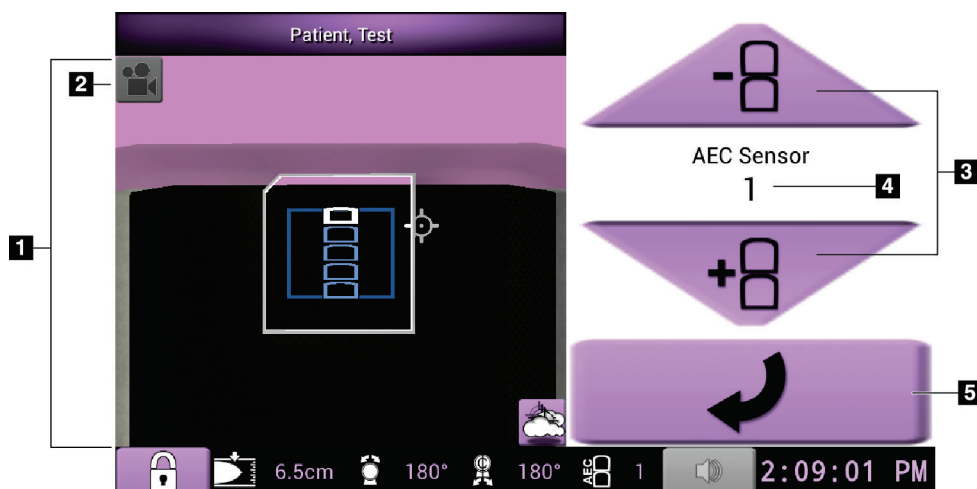 Patient, Test
1
2
3
AEC Sensor
1
4
5
6.5cm
180°
180°
AEC
1
2:09:01 PM